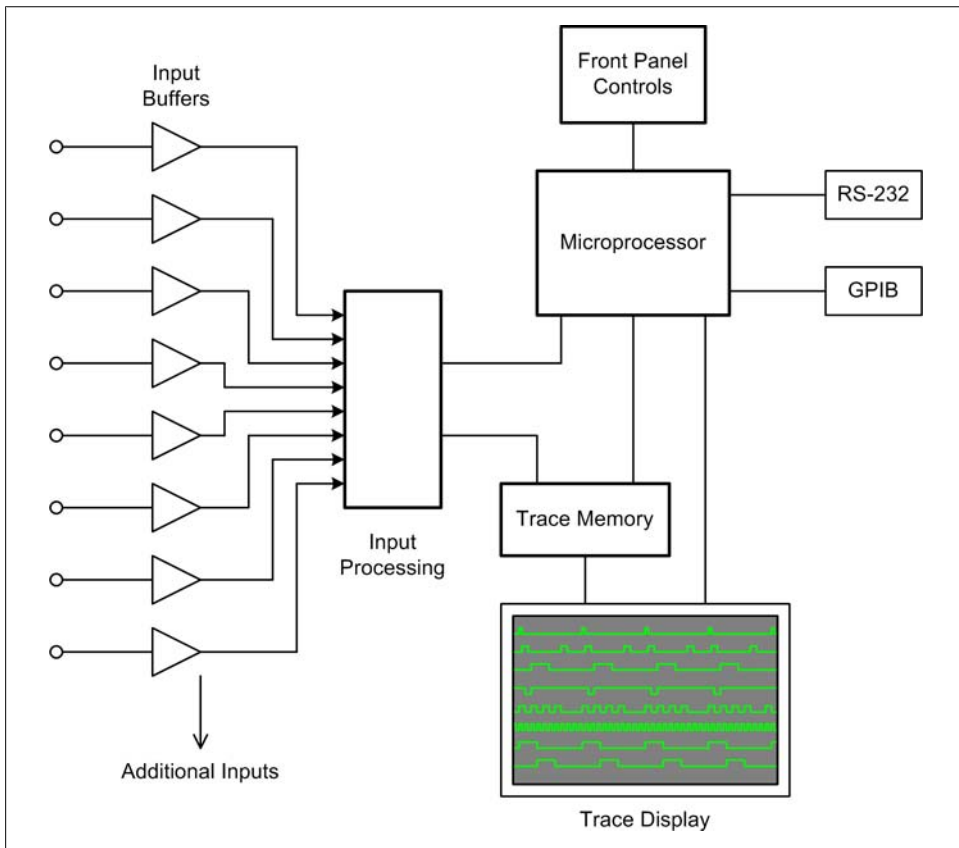 Input
Buffers
Front Panel
Controls
Microprocessor
RS-232
GPIB
Trace Memory
Input
Processing
Additional Inputs
Trace Display